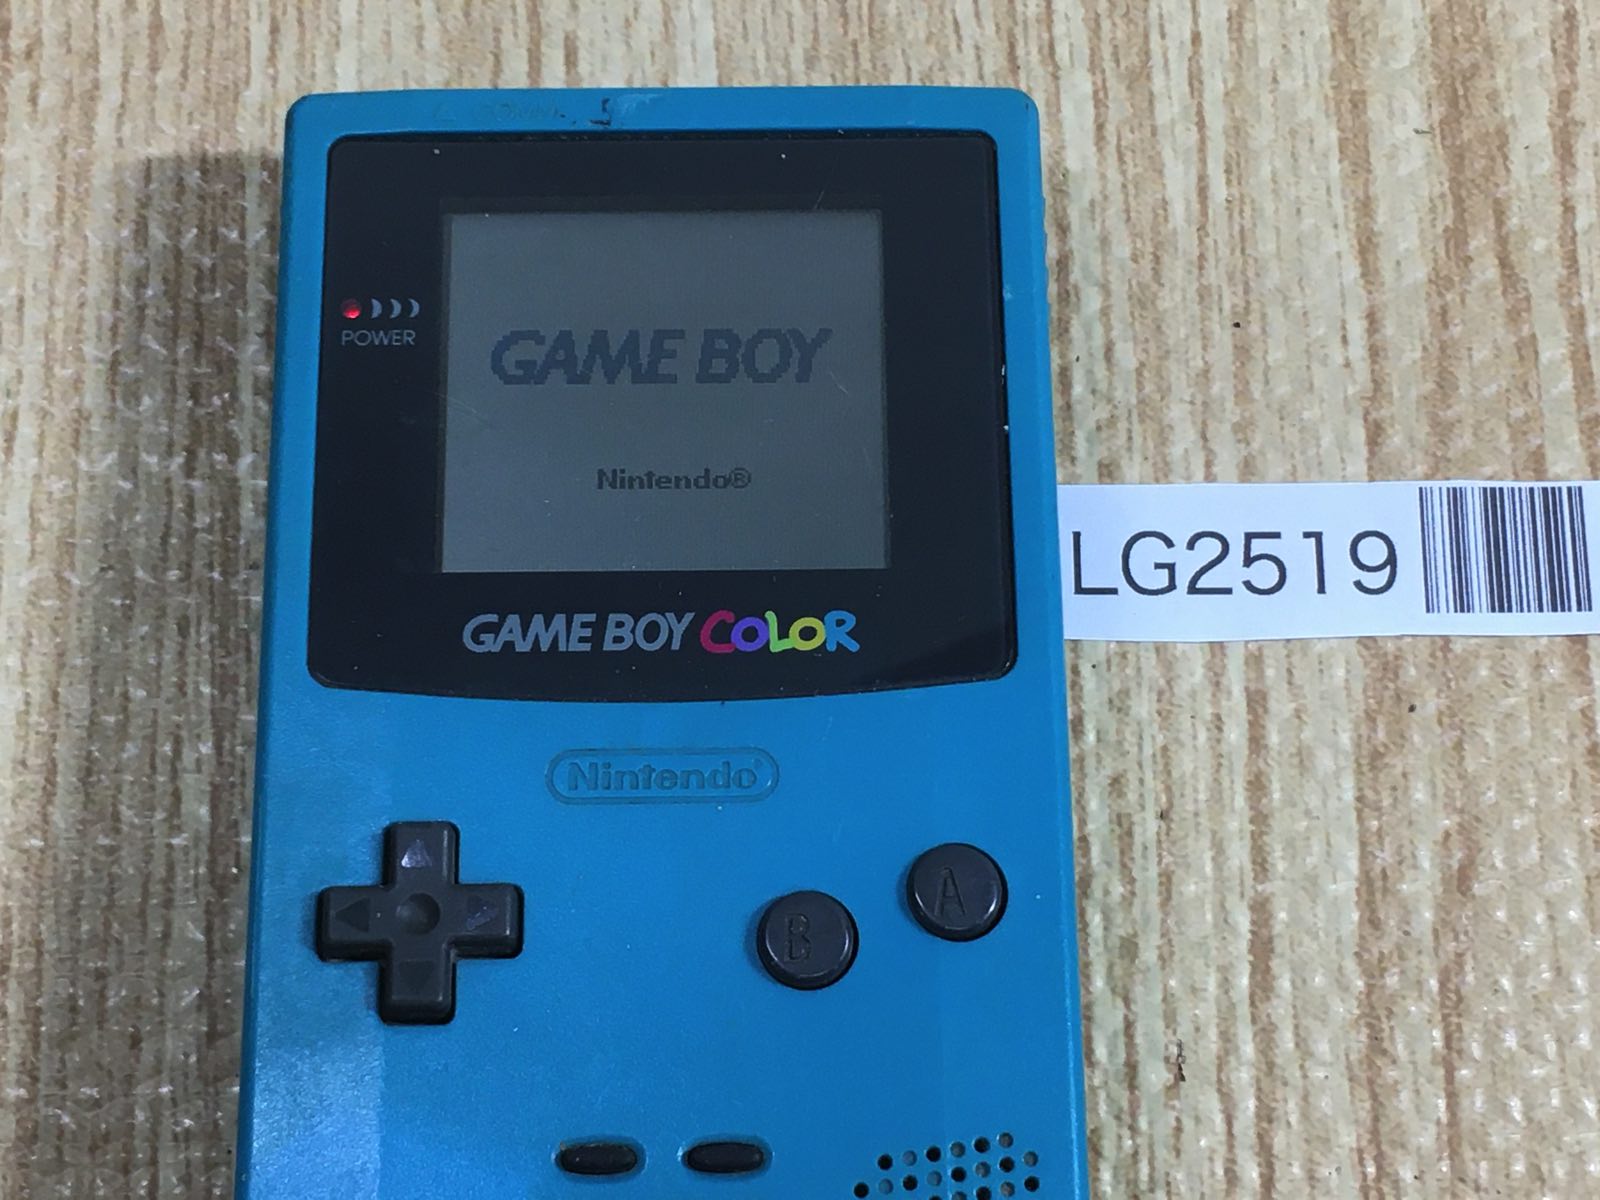 POWER
GAME BOY
Nintendo®
GAME BOY COLOR
LG2519
Nintendo®
B
A